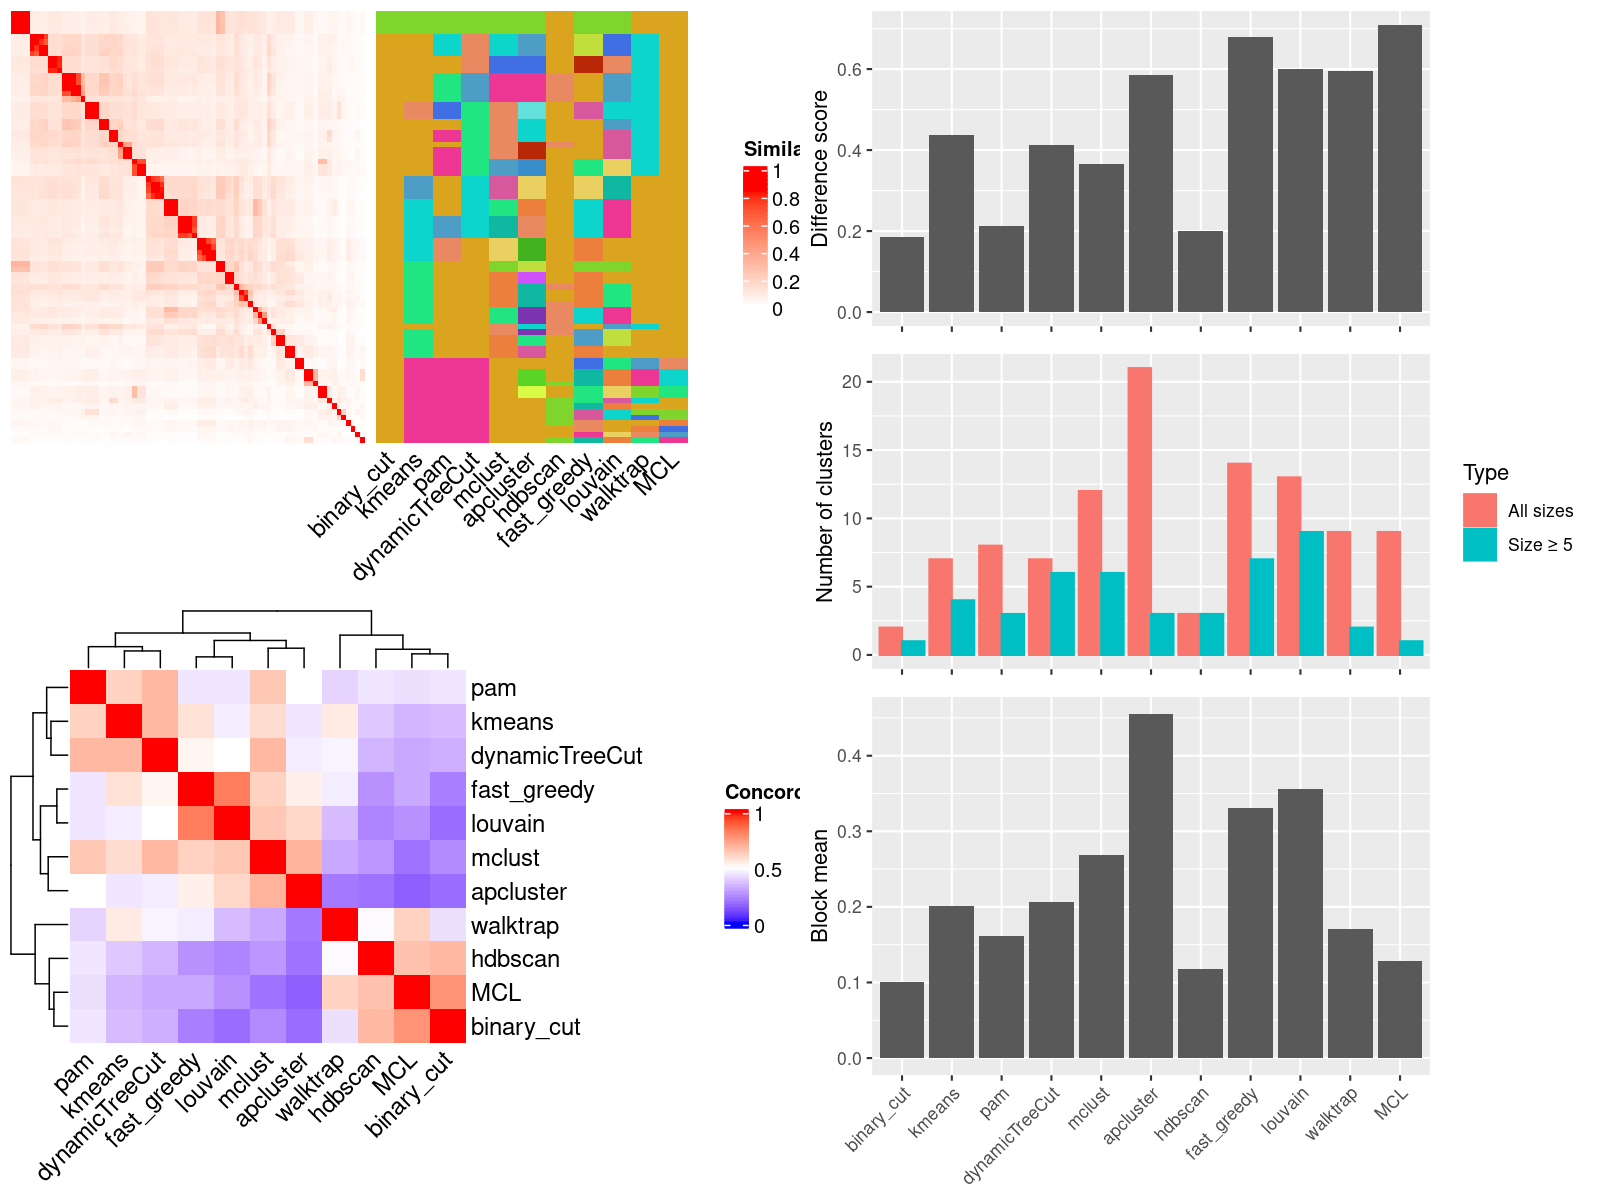 Simila
1
0.8
0.6
0.4
0.2
0
binary_cut
kmeans
pam
dynamicTreeCut
mclust
apcluster
hdbscan
fast_greedy
louvain
walktrap
MCL
Difference score
0.6
0.4
0.2
0.0
Number of clusters
20
15
10
5
0
Type
All sizes
Size ≥ 5
pam
kmeans
dynamicTreeCut
fast_greedy
louvain
mclust
apcluster
walktrap
hdbscan
MCL
binary_cut
pam
kmeans
dynamicTreeCut
fast_greedy
louvain
mclust
apcluster
walktrap
hdbscan
MCL
binary_cut
Concord
1
0.5
0
Block mean
0.4
0.3
0.2
0.1
0.0
binary_cut
kmeans
pam
dynamicTreeCut
mclust
apcluster
hdbscan
fast_greedy
louvain
walktrap
MCL